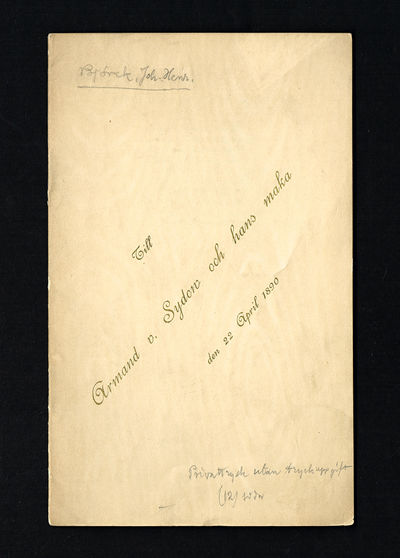 Björck, Joh. Henr.
Till
Armand v. Sydow och hans maka
den 22 April 1890
Privattryck utan tryckuppgift
(12) sidor